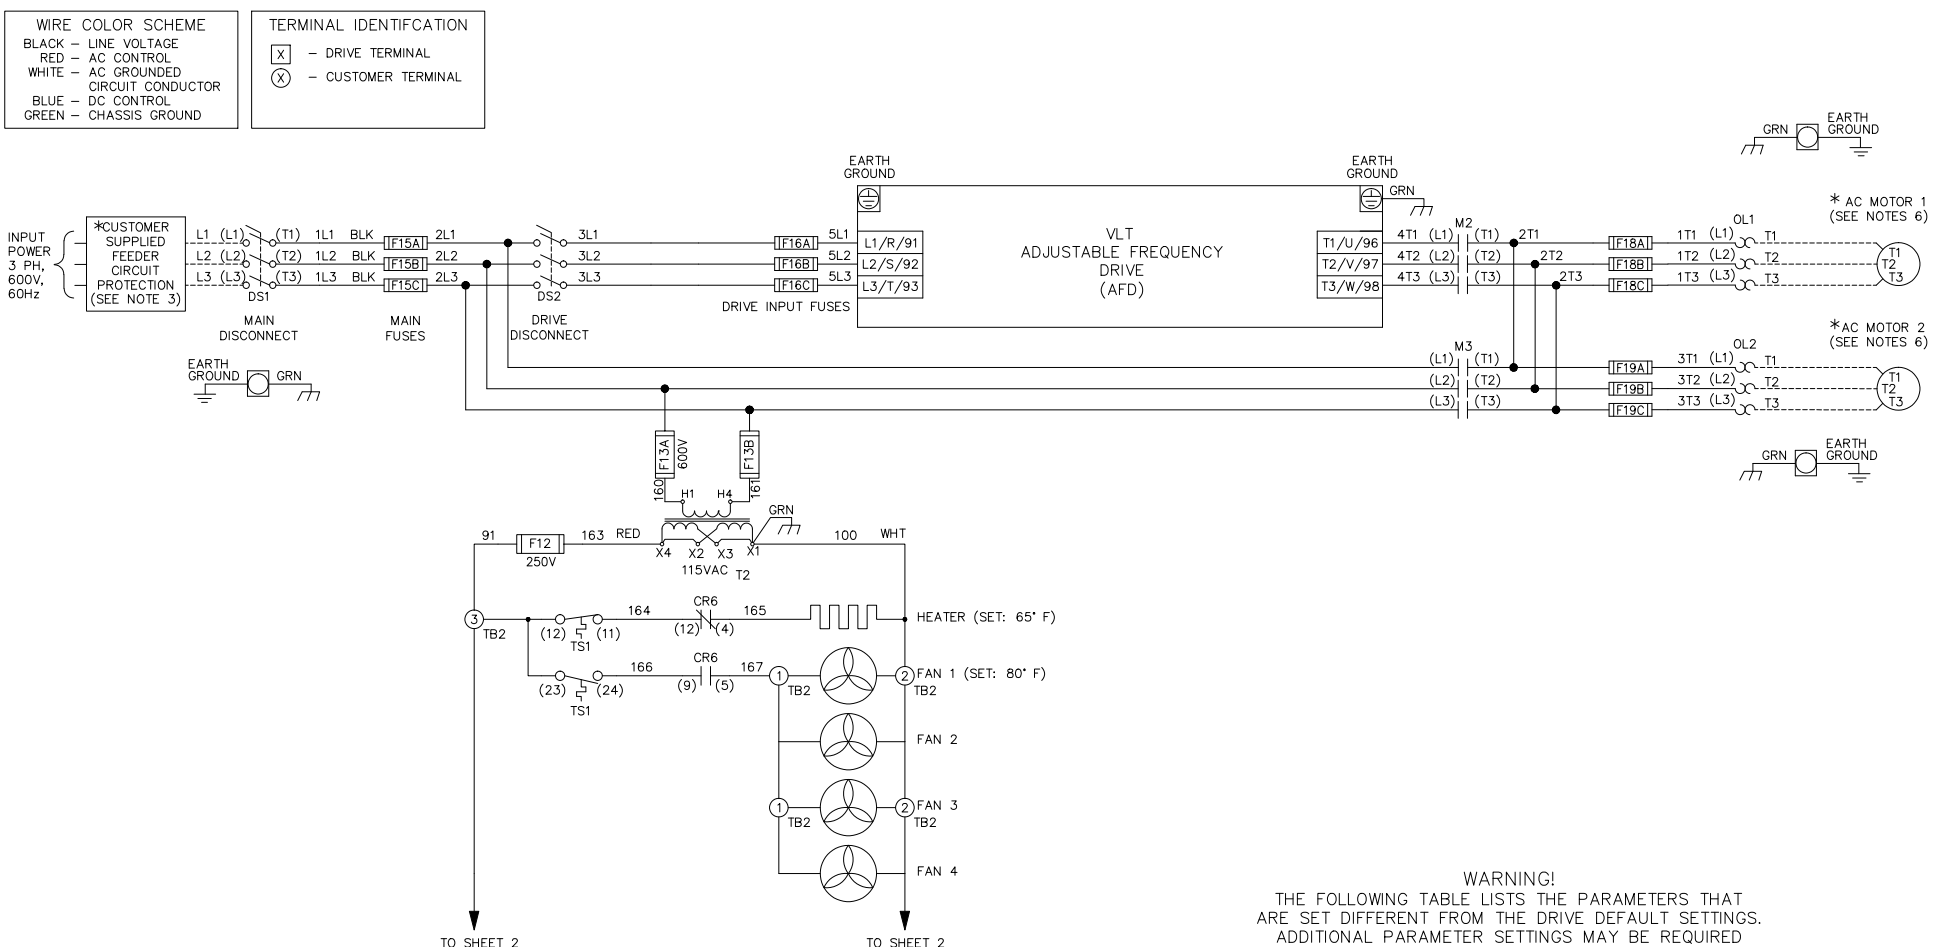 WIRE COLOR SCHEME
BLACK – LINE VOLTAGE
RED – AC CONTROL
WHITE – AC GROUNDED
CIRCUIT CONDUCTOR
BLUE – DC CONTROL
GREEN – CHASSIS GROUND
TERMINAL IDENTIFCATION
X – DRIVE TERMINAL
X – CUSTOMER TERMINAL
GRN
EARTH
GROUND
EARTH
GROUND
EARTH
GROUND
GRN
INPUT
POWER
3 PH,
600V,
60Hz
*CUSTOMER
SUPPLIED
FEEDER
CIRCUIT
PROTECTION
(SEE NOTE 3)
L1 (L1) (T1) 1L1 BLK F15A 2L1 3L1 F16A 5L1 L1/R/91
L2 (L2) (T2) 1L2 BLK F15B 2L2 3L2 F16B 5L2 L2/S/92
L3 (L3) (T3) 1L3 BLK F15C 2L3 3L3 F16C 5L3 L3/T/93
DS1
MAIN
DISCONNECT
MAIN
FUSES
DS2
DRIVE
DISCONNECT
DRIVE INPUT FUSES
VLT
ADJUSTABLE FREQUENCY
DRIVE
(AFD)
M2
OL1
* AC MOTOR 1
(SEE NOTES 6)
T1/U/96 4T1 (L1) (T1) 2T1 F18A 1T1 (L1) T1
T2/V/97 4T2 (L2) (T2) 2T2 F18B 1T2 (L2) T2
T3/W/98 4T3 (L3) (T3) 2T3 F18C 1T3 (L3) T3
T1
T2
T3
M3
OL2
*AC MOTOR 2
(SEE NOTES 6)
(L1) (T1) F19A 3T1 (L1) T1
(L2) (T2) F19B 3T2 (L2) T2
(L3) (T3) F19C 3T3 (L3) T3
T1
T2
T3
EARTH
GROUND
GRN
GRN
EARTH
GROUND
F13A
600V
F13B
160
161
H1 H4
GRN
91 F12 163 RED
250V
X4 X2 X3 X1
115VAC T2
100 WHT
3
TB2
(12) (11)
TS1
164
CR6
(12) (4)
165
HEATER (SET: 65° F)
(23) (24)
TS1
166
CR6
(9) (5)
167
1
TB2
2
TB2
FAN 1 (SET: 80° F)
FAN 2
1
TB2
2
TB2
FAN 3
FAN 4
TO SHEET 2
TO SHEET 2
WARNING!
THE FOLLOWING TABLE LISTS THE PARAMETERS THAT
ARE SET DIFFERENT FROM THE DRIVE DEFAULT SETTINGS.
ADDITIONAL PARAMETER SETTINGS MAY BE REQUIRED